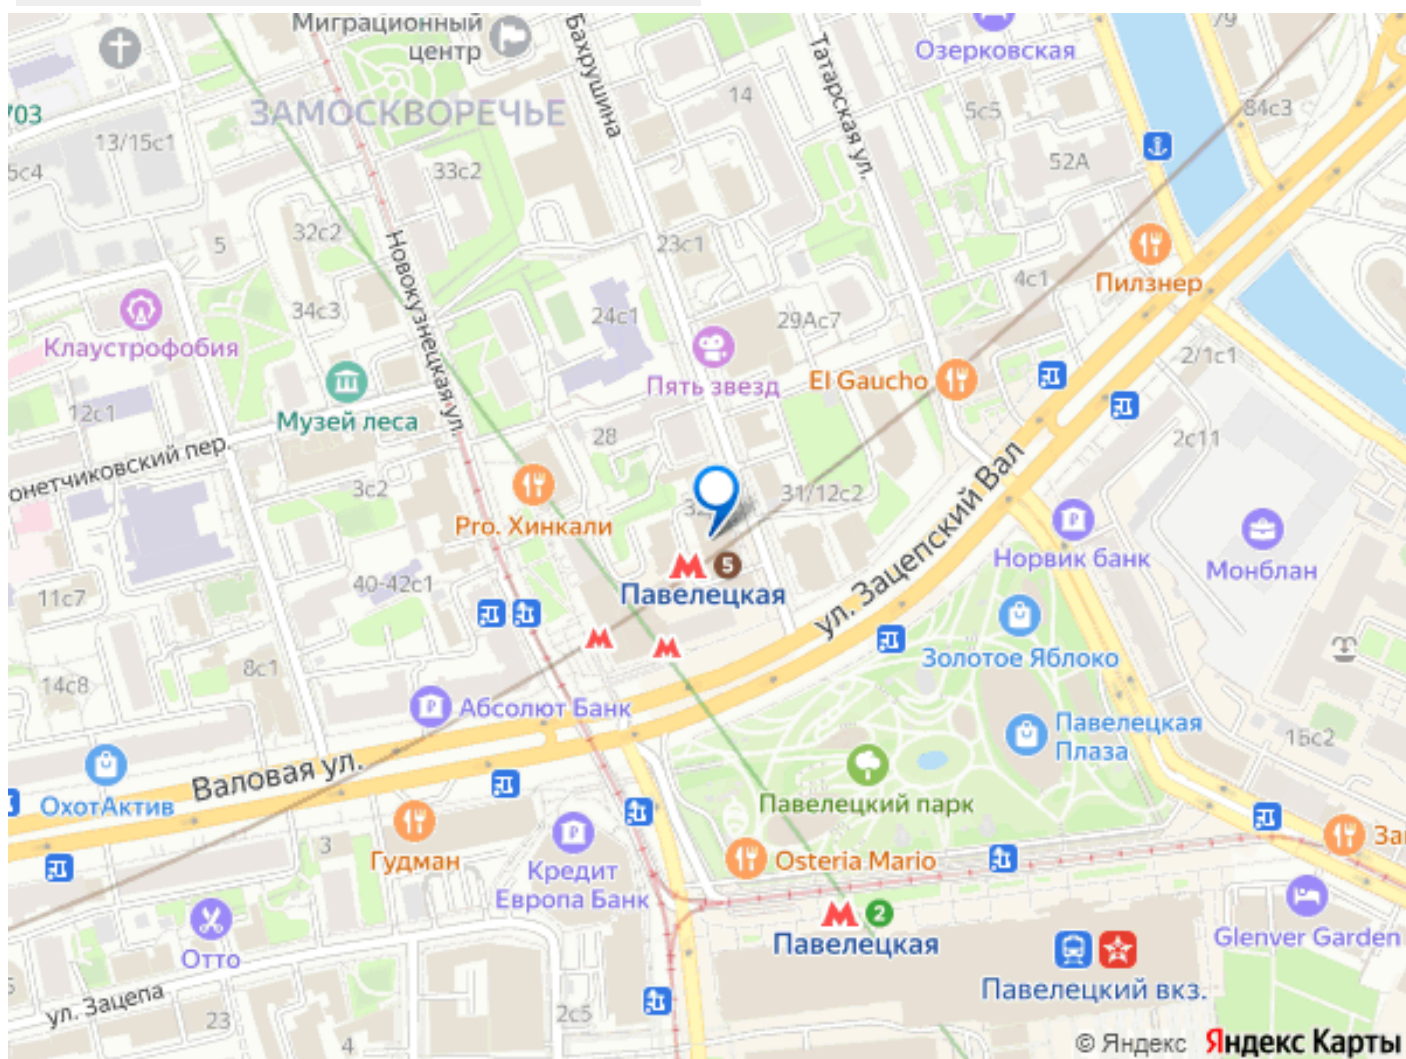 Миграционный
центр
Бахрушина
Татарская ул.
Озерковская
79
/03
ЗАМОСКВОРЕЧЬЕ
14
5с5
84с3
13/15с1
33с2
52А
5
32с2
23с1
4с1
Пилзнер
Новокузнецкая ул.
34с3
24с1
29Ас7
Клаустрофобия
Пять звезд
El Gaucho
2/1с1
12с1
Музей леса
28
2с11
онетчиковский пер.
3с2
31/12с2
Pro. Хинкали
ул. Зацепский Вал
Норвик банк
Монблан
5
Павелецкая
40-42с1
11с7
Золотое Яблоко
8с1
14с8
Абсолют Банк
Павелецкая
Плаза
15с2
Валовая ул.
ОхотАктив
Павелецкий парк
3
Гудман
Кредит
Европа Банк
Osteria Mario
За
2
Павелецкая
Отто
Glenver Garden
Павелецкий вкз.
ул. Зацепа
23
2с5
4
© Яндекс Яндекс Карты